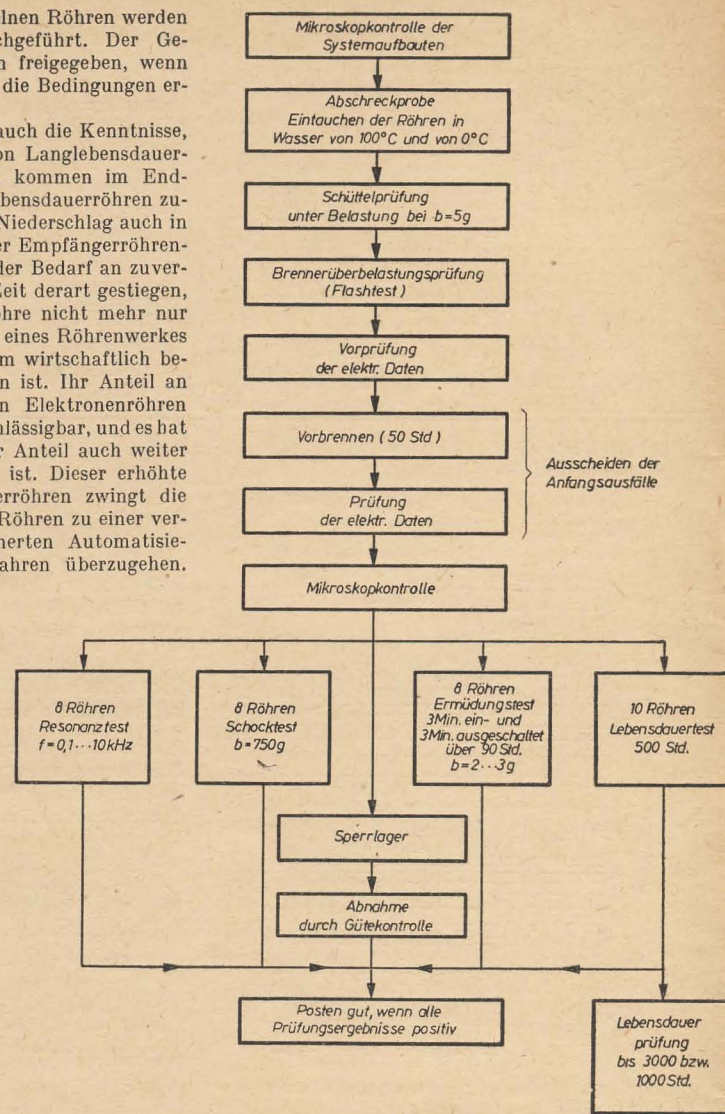 lnen Röhren werden
chgeführt. Der Ge-
freigegeben, wenn
die Bedingungen er-
auch die Kenntnisse,
on Langlebensdauer-
kommen im End-
bensdauerröhren zu-
Niederschlag auch in
er Empfängerröhren-
der Bedarf an zuver-
Zeit derart gestiegen,
öhre nicht mehr nur
eines Röhrenwerkes
m wirtschaftlich be-
n ist. Ihr Anteil an
n Elektronenröhren
hlässigbar, und es hat
r Anteil auch weiter
ist. Dieser erhöhte
erröhren zwingt die
Röhren zu einer ver-
nerten Automatisie-
ahren überzugehen.
Mikroskopkontrolle der
Systemaufbauten
Abschreckprobe
Eintauchen der Röhren in
Wasser von 100°C und von 0°C
Schüttelprüfung
unter Belastung bei b=5g
Brennerüberbelastungsprüfung
(Flashtest)
Vorprüfung
der elektr. Daten
Vorbrennen (50 Std)
Prüfung
der elektr. Daten
Ausscheiden der
Anfangsausfälle
Mikroskopkontrolle
8 Röhren
Resonanztest
f=0,1···10kHz
8 Röhren
Schocktest
b=750g
8 Röhren
Ermüdungstest
3Min. ein- und
3Min. ausgeschaltet
über 90 Std.
b=2···3g
10 Röhren
Lebensdauertest
500 Std.
Sperrlager
Abnahme
durch Gütekontrolle
Posten gut, wenn alle
Prüfungsergebnisse positiv
Lebensdauer
prüfung
bis 3000 bzw.
1000 Std.